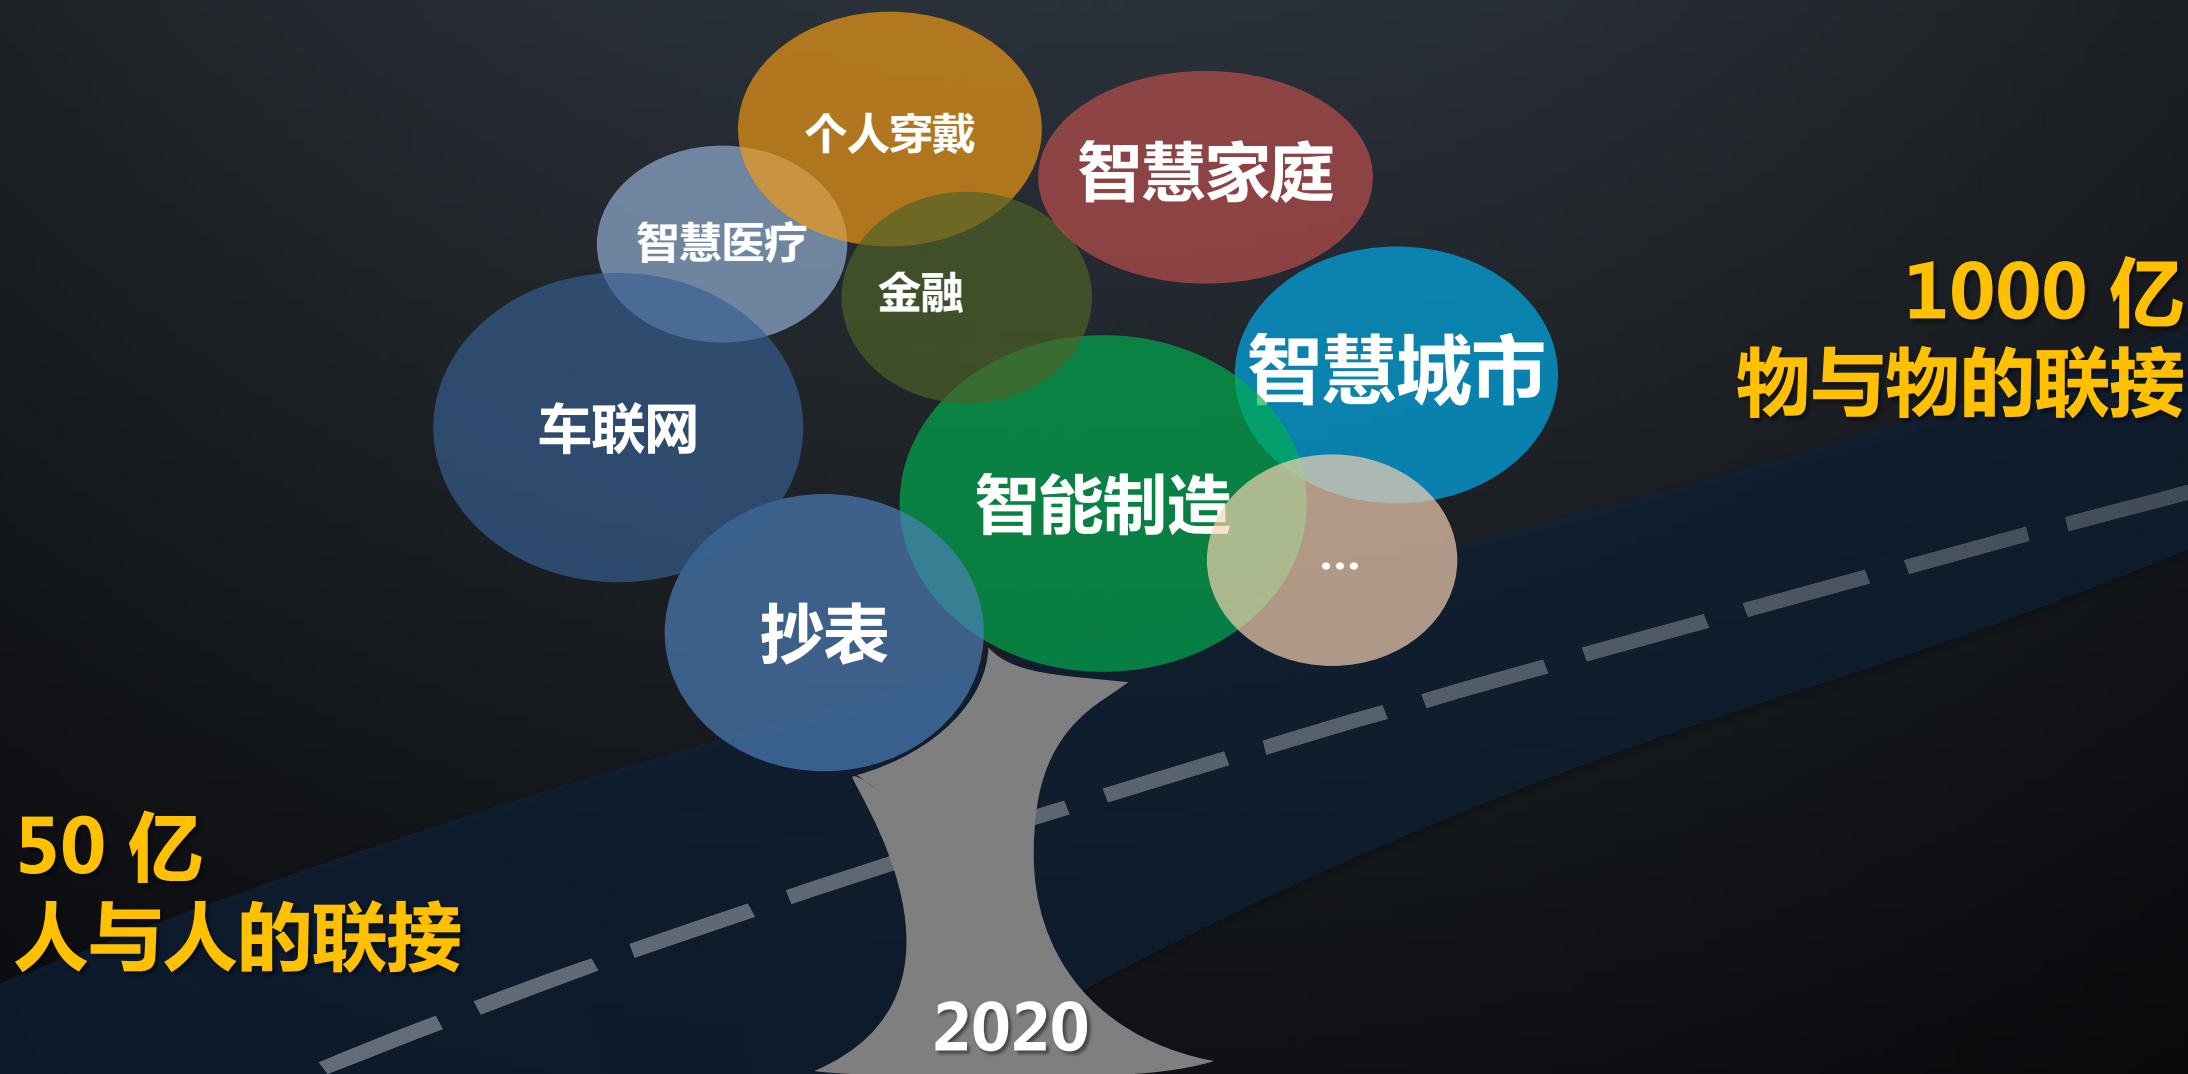 个人穿戴
智慧家庭
智慧医疗
金融
1000 亿
物与物的联接
智慧城市
车联网
智能制造
...
抄表
50 亿
人与人的联接
2020